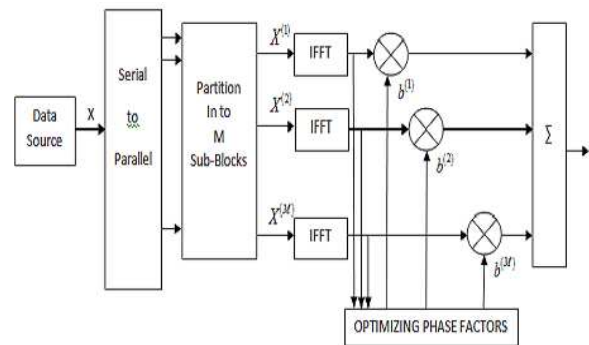 Data
Source
X
Serial
to
Parallel
Partition
In to
M
Sub-Blocks
X^(1)
IFFT
b^(1)
X^(2)
IFFT
b^(2)
X^(M)
IFFT
b^(M)
Σ
OPTIMIZING PHASE FACTORS